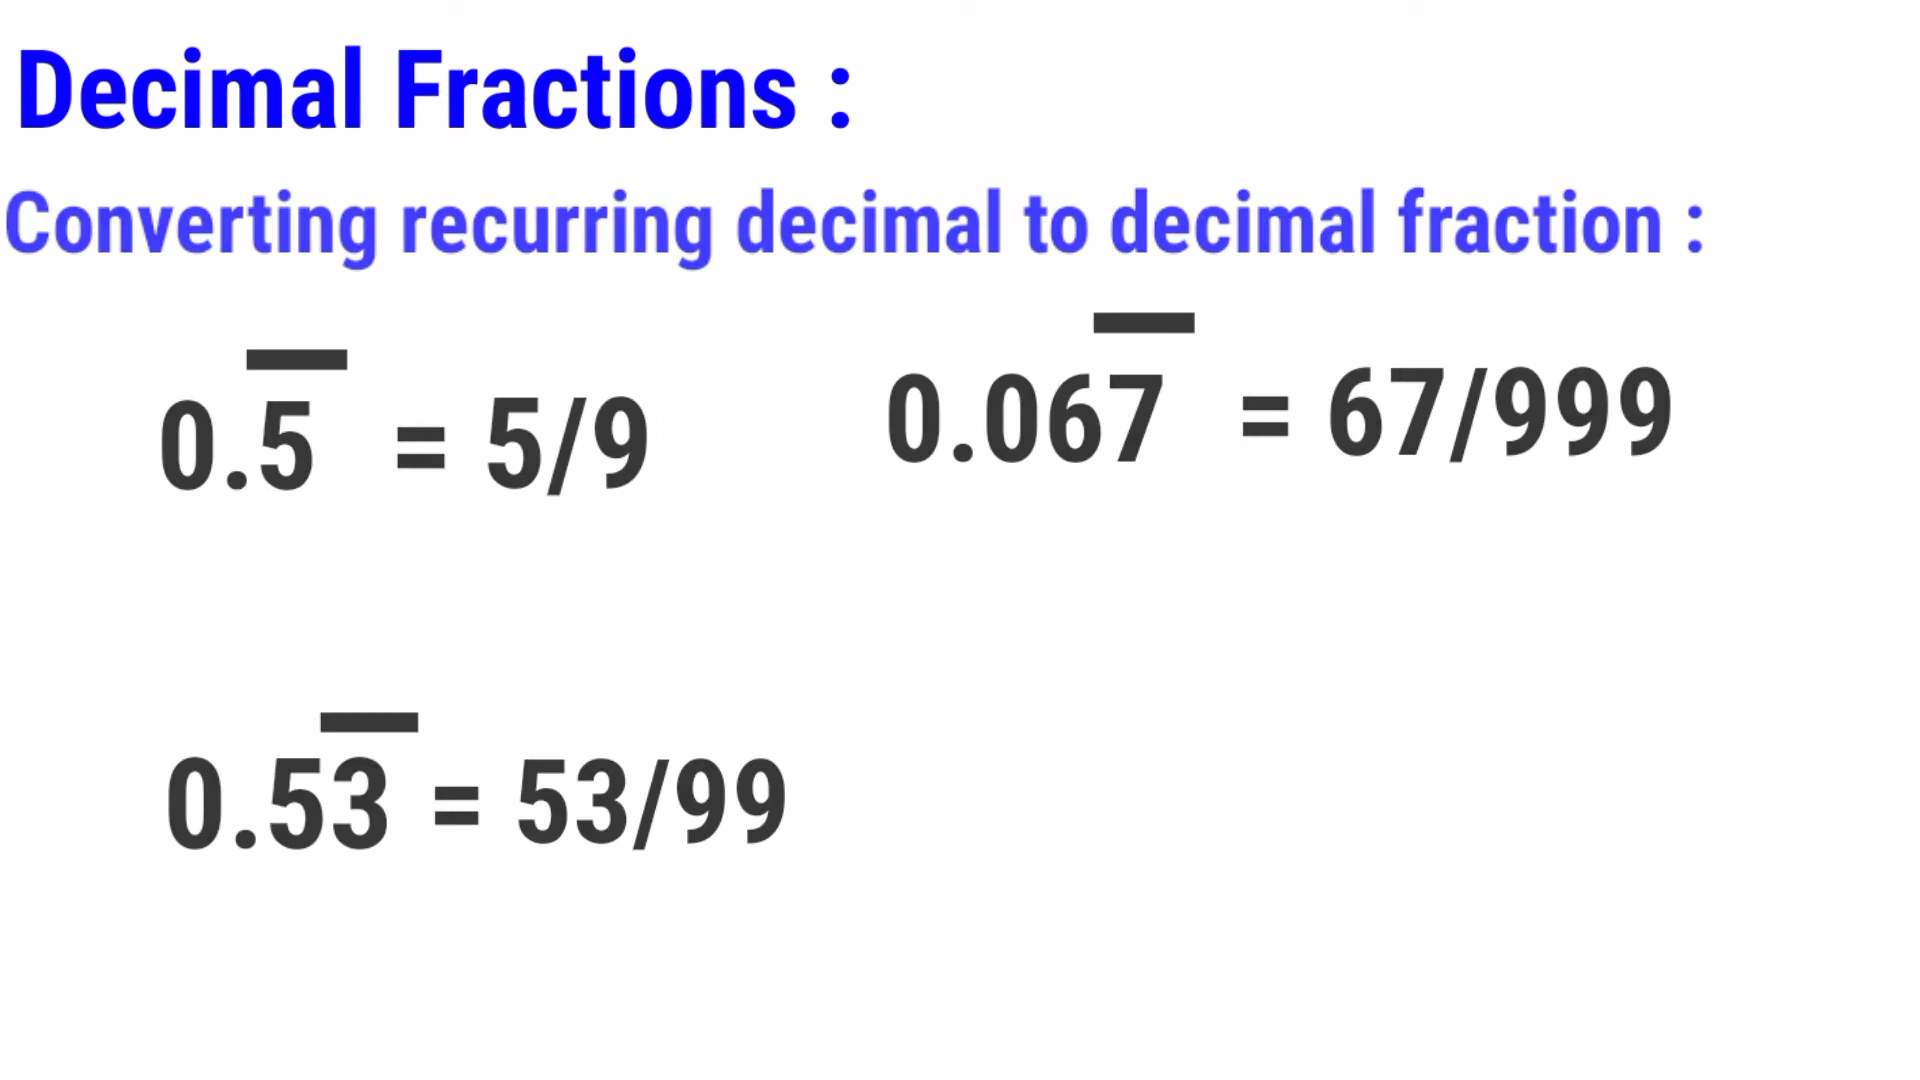 Decimal Fractions :
Converting recurring decimal to decimal fraction :
0.5̅ = 5/9
0.067̅ = 67/999
0.53̅ = 53/99